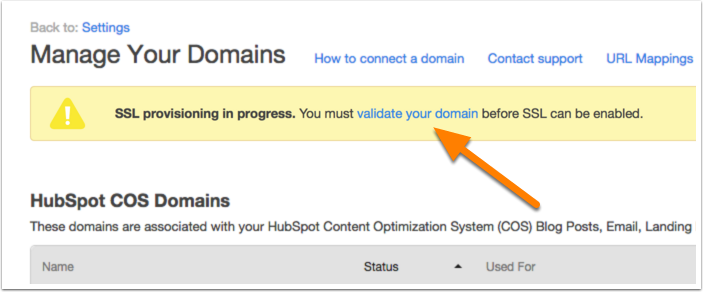 Back to: Settings
Manage Your Domains How to connect a domain Contact support URL Mappings
SSL provisioning in progress. You must validate your domain before SSL can be enabled.
HubSpot COS Domains
These domains are associated with your HubSpot Content Optimization System (COS) Blog Posts, Email, Landing
Name Status Used For